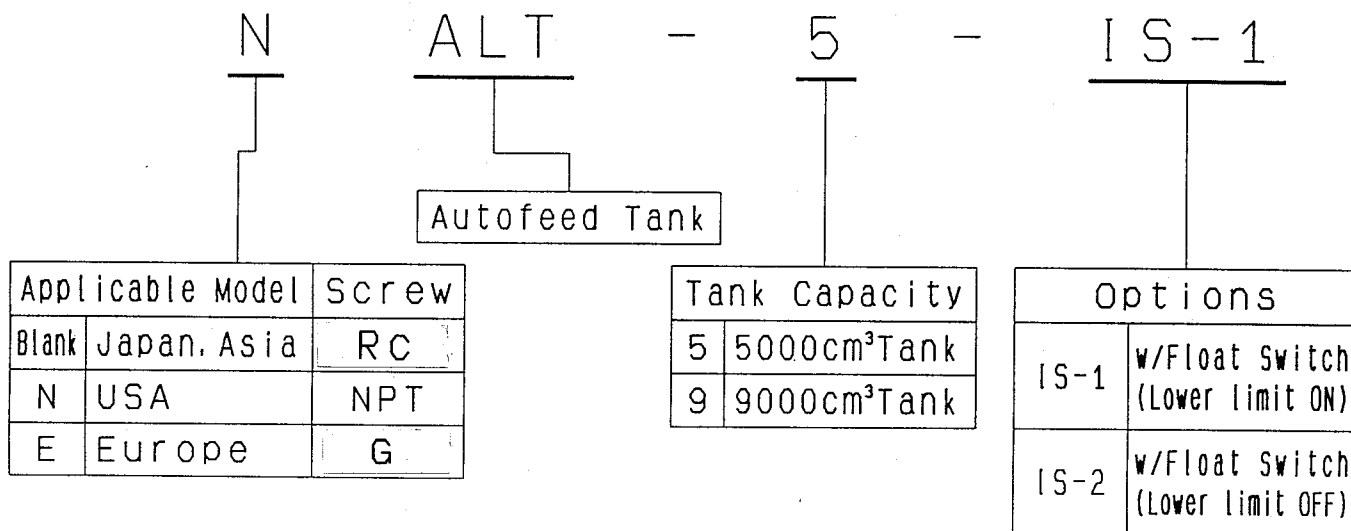 N ALT - 5 - IS-1
Autofeed Tank
Applicable Model Screw
Blank Japan, Asia Rc
N USA NPT
E Europe G
Tank Capacity
5 5000cm³Tank
9 9000cm³Tank
Options
IS-1 w/Float Switch
(Lower limit ON)
IS-2 w/Float Switch
(Lower limit OFF)